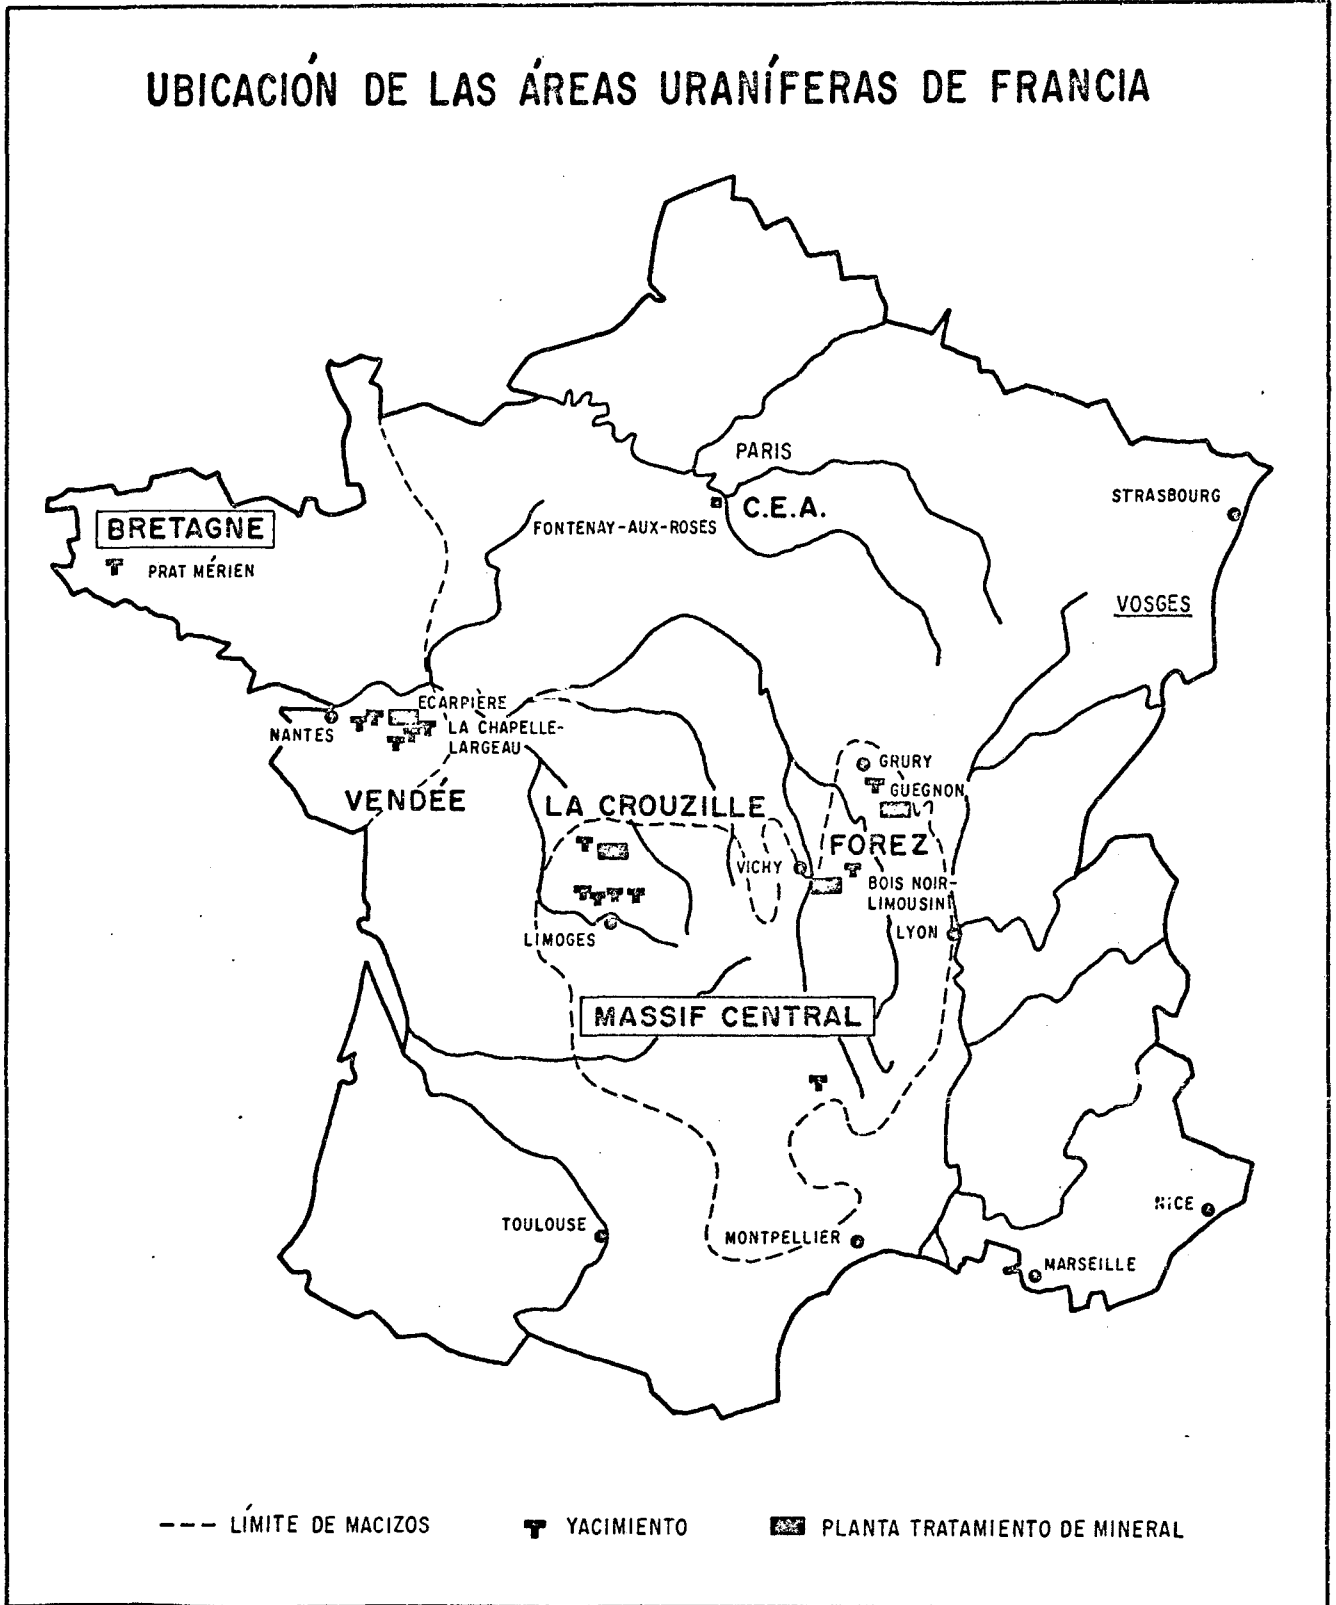 UBICACIÓN DE LAS ÁREAS URANÍFERAS DE FRANCIA
PARIS
C.E.A.
FONTENAY-AUX-ROSES
STRASBOURG
VOSGES
BRETAGNE
PRAT MÉRIEN
ECARPIÈRE
NANTES
LA CHAPELLE-
LARGEAU
VENDÉE
LA CROUZILLE
GRURY
GUEGNON
FOREZ
VICHY
BOIS NOIR-
LIMOUSIN
LIMOGES
LYON
MASSIF CENTRAL
TOULOUSE
MONTPELLIER
NICE
MARSEILLE
LÍMITE DE MACIZOS
YACIMIENTO
PLANTA TRATAMIENTO DE MINERAL